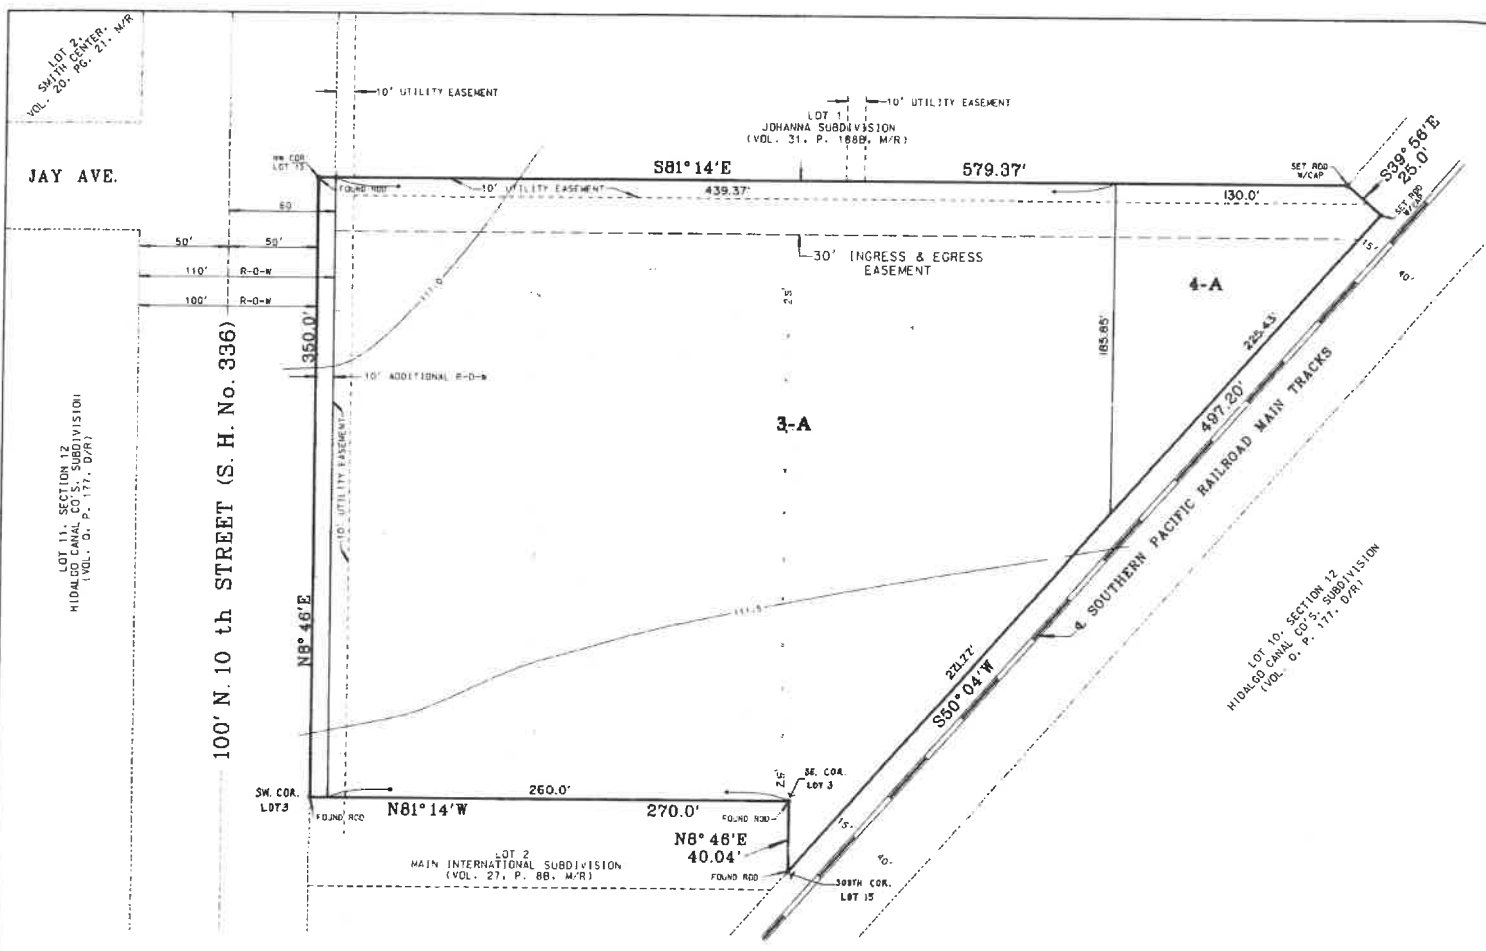 LOT 2,
SMITH CENTER,
VOL. 20, PG. 21, M/R
10' UTILITY EASEMENT
10' UTILITY EASEMENT
LOT 1
JOHANNA SUBDIVISION
(VOL. 31, P. 188B, M/R)
S39°56'E
25.0'
JAY AVE.
S81°14'E
579.37'
SET ROD
W/CAP
FOUND ROD
10' UTILITY EASEMENT
439.37'
130.0'
SET ROD
W/CAP
60'
50'
50'
15'
30' INGRESS & EGRESS
EASEMENT
110' R-O-W
40'
4-A
117.0
25'
100' R-O-W
350.0'
185.85'
225.43'
10' ADDITIONAL R-O-W
100' N. 10 th STREET (S. H. No. 336)
LOT 11, SECTION 12
HIDALGO CANAL CO'S. SUBDIVISION
(VOL. Q, P. 177, D/R)
10' UTILITY EASEMENT
3-A
497.20'
SOUTHERN PACIFIC RAILROAD MAIN TRACKS
N8°46'E
LOT 10, SECTION 12
HIDALGO CANAL CO'S. SUBDIVISION
(VOL. Q, P. 177, D/R)
271.77'
S50°04'W
SW. COR.
LOT 3
260.0'
25'
SE. COR.
LOT 3
FOUND ROD
N81°14'W
270.0'
FOUND ROD
15'
N8°46'E
40.04'
40'
LOT 2
MAIN INTERNATIONAL SUBDIVISION
(VOL. 27, P. 88, M/R)
FOUND ROD
SOUTH COR.
LOT 15